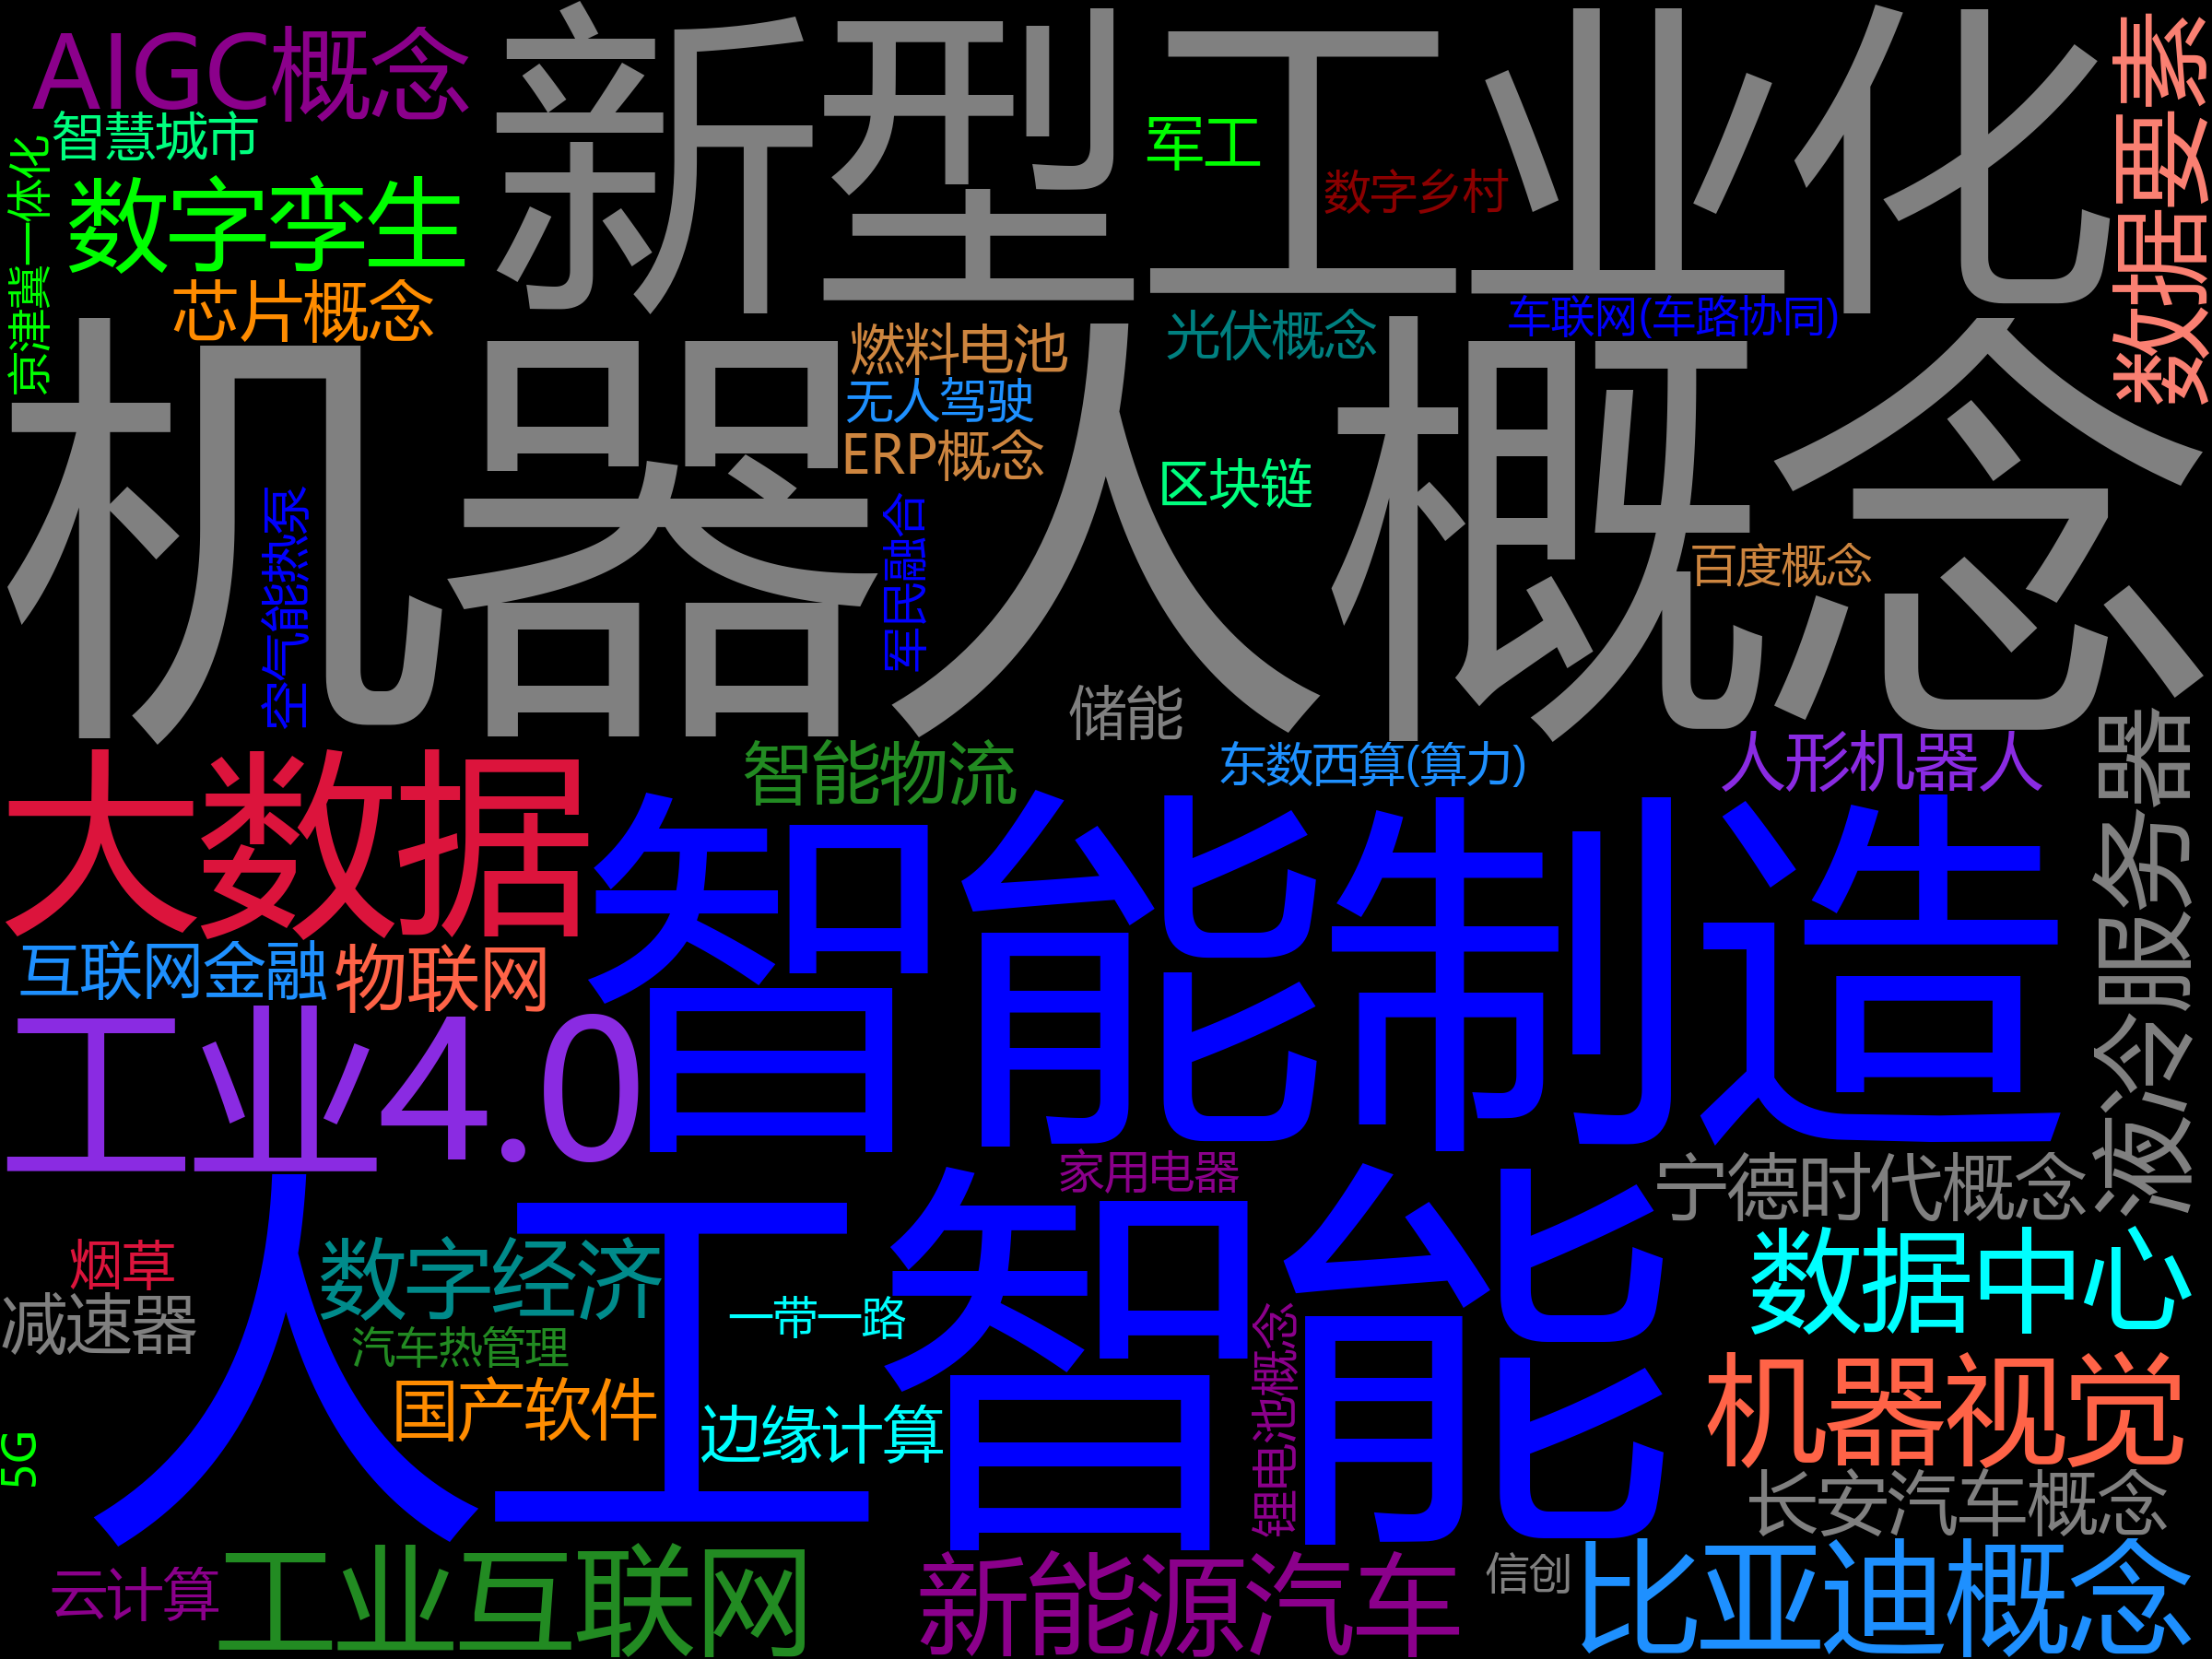 AIGC概念
新型工业化
数据要素
智慧城市
军工
京津冀一体化
数字孪生
数字乡村
芯片概念
燃料电池
光伏概念
车联网(车路协同)
机器人概念
无人驾驶
ERP概念
区块链
空气能热泵
军民融合
百度概念
储能
大数据
智能物流
东数西算(算力)
人形机器人
液冷服务器
智能制造
互联网金融
物联网
工业4.0
家用电器
宁德时代概念
人工智能
烟草
数字经济
数据中心
减速器
一带一路
汽车热管理
锂电池概念
机器视觉
国产软件
边缘计算
5G
长安汽车概念
云计算
工业互联网
新能源汽车
信创
比亚迪概念